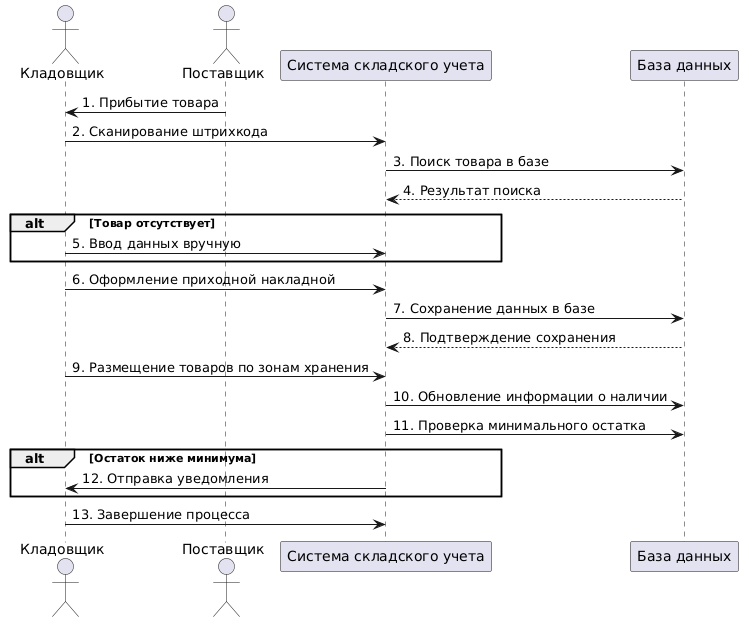 Кладовщик
Поставщик
Система складского учета
База данных
1. Прибытие товара
2. Сканирование штрихкода
3. Поиск товара в базе
4. Результат поиска
alt [Товар отсутствует]
5. Ввод данных вручную
6. Оформление приходной накладной
7. Сохранение данных в базе
8. Подтверждение сохранения
9. Размещение товаров по зонам хранения
10. Обновление информации о наличии
11. Проверка минимального остатка
alt [Остаток ниже минимума]
12. Отправка уведомления
13. Завершение процесса
Кладовщик
Поставщик
Система складского учета
База данных